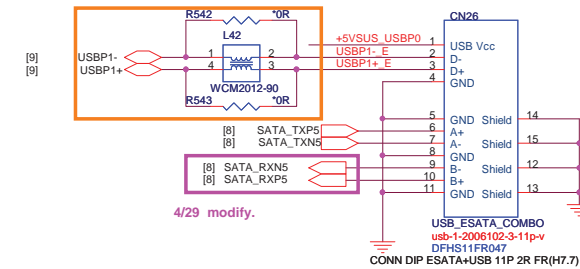 R542 *0R
L42
[9] USBP1- 1 2 USBP1-_E
[9] USBP1+ 4 3 USBP1+_E
WCM2012-90
R543 *0R
+5VSUS_USBP0
CN26
1 USB Vcc
2 D-
3 D+
4 GND
5 GND Shield 14
[8] SATA_TXP5 6 A+
[8] SATA_TXN5 7 A- Shield 15
8 GND
[8] SATA_RXN5 9 B- Shield 12
[8] SATA_RXP5 10 B+
11 GND Shield 13
4/29 modify.
USB_ESATA_COMBO
usb-1-2006102-3-11p-v
DFHS11FR047
CONN DIP ESATA+USB 11P 2R FR(H7.7)